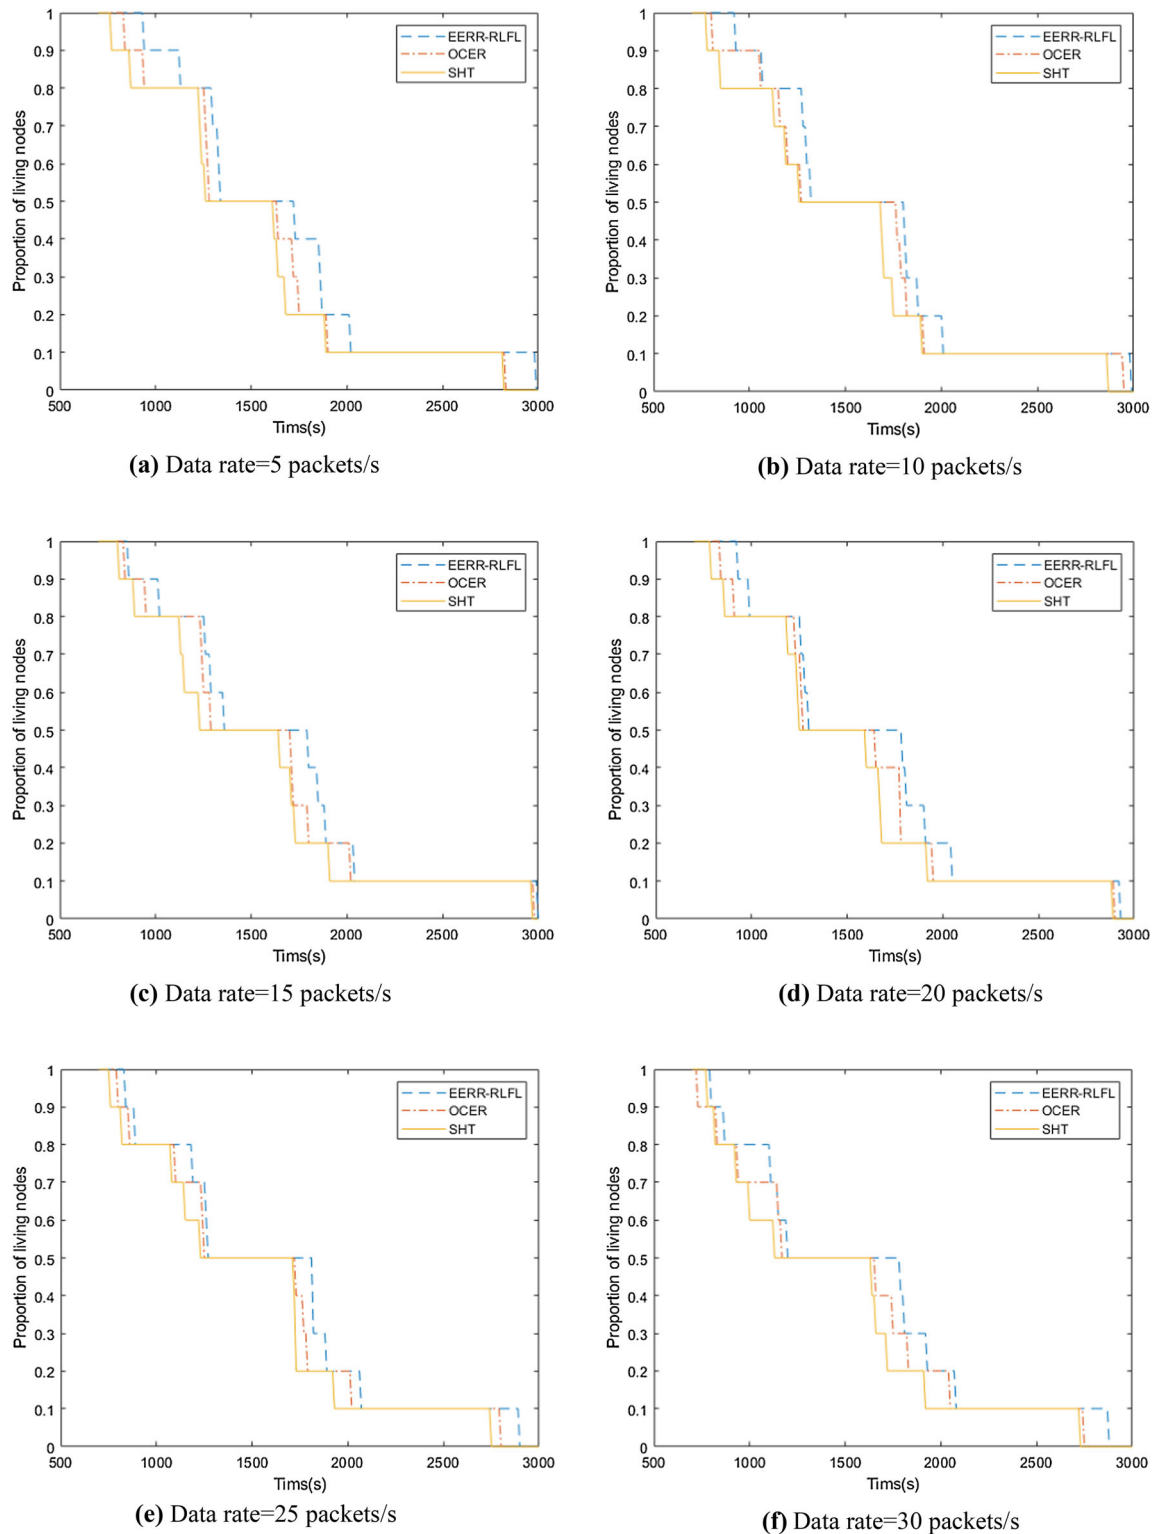 1
0.9
0.8
0.7
0.6
0.5
0.4
0.3
0.2
0.1
0
Proportion of living nodes
EERR-RLFL
OCER
SHT
500 1000 1500 2000 2500 3000
Tims(s)
(a) Data rate=5 packets/s
1
0.9
0.8
0.7
0.6
0.5
0.4
0.3
0.2
0.1
0
Proportion of living nodes
EERR-RLFL
OCER
SHT
500 1000 1500 2000 2500 3000
Tims(s)
(b) Data rate=10 packets/s
1
0.9
0.8
0.7
0.6
0.5
0.4
0.3
0.2
0.1
0
Proportion of living nodes
EERR-RLFL
OCER
SHT
500 1000 1500 2000 2500 3000
Tims(s)
(c) Data rate=15 packets/s
1
0.9
0.8
0.7
0.6
0.5
0.4
0.3
0.2
0.1
0
Proportion of living nodes
EERR-RLFL
OCER
SHT
500 1000 1500 2000 2500 3000
Tims(s)
(d) Data rate=20 packets/s
1
0.9
0.8
0.7
0.6
0.5
0.4
0.3
0.2
0.1
0
Proportion of living nodes
EERR-RLFL
OCER
SHT
500 1000 1500 2000 2500 3000
Tims(s)
(e) Data rate=25 packets/s
1
0.9
0.8
0.7
0.6
0.5
0.4
0.3
0.2
0.1
0
Proportion of living nodes
EERR-RLFL
OCER
SHT
500 1000 1500 2000 2500 3000
Tims(s)
(f) Data rate=30 packets/s